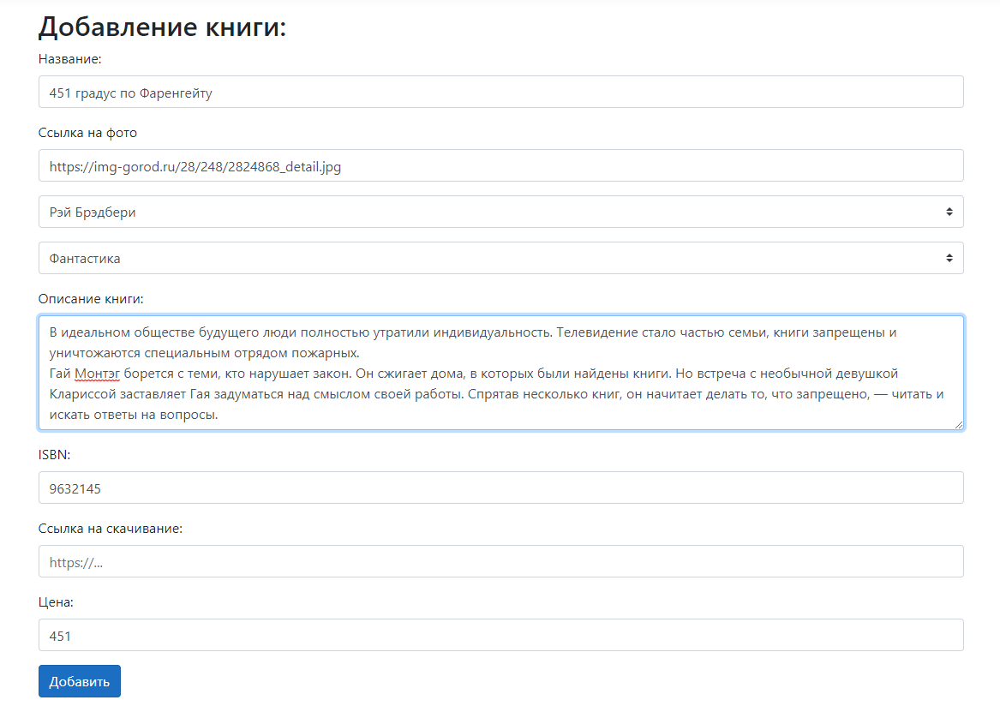 Добавление книги:
Название:
451 градус по Фаренгейту
Ссылка на фото
https://img-gorod.ru/28/248/2824868_detail.jpg
Рэй Брэдбери
Фантастика
Описание книги:
В идеальном обществе будущего люди полностью утратили индивидуальность. Телевидение стало частью семьи, книги запрещены и
уничтожаются специальным отрядом пожарных.
Гай Монтэг борется с теми, кто нарушает закон. Он сжигает дома, в которых были найдены книги. Но встреча с необычной девушкой
Клариссой заставляет Гая задуматься над смыслом своей работы. Спрятав несколько книг, он начитает делать то, что запрещено, — читать и
искать ответы на вопросы.
ISBN:
9632145
Ссылка на скачивание:
https://...
Цена:
451
Добавить